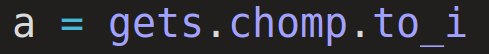 a = gets.chomp.to_i